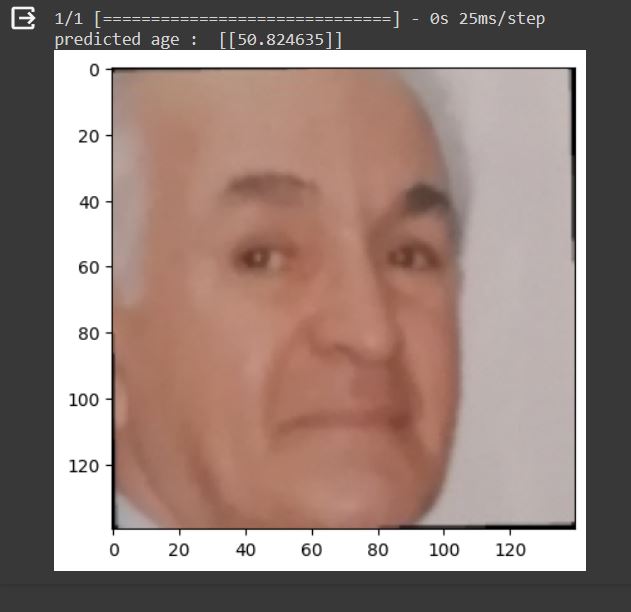 1/1 [==============================] - 0s 25ms/step
predicted age :  [[50.824635]]
0
20
40
60
80
100
120
0 20 40 60 80 100 120